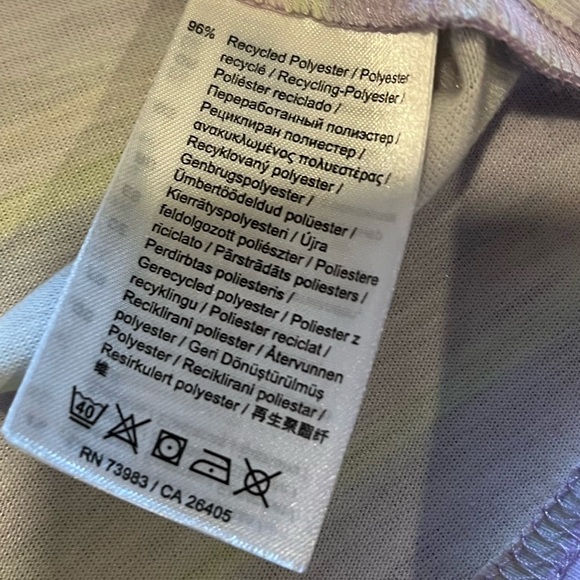 96% Recycled Polyester / Polyester
recyclé / Recycling-Polyester /
Poliéster reciclado /
Переработанный полиэстер /
Рециклиран полиестер /
ανακυκλωμένος πολυεστέρας /
Recyklovaný polyester /
Genbrugspolyester /
Ümbertöödeldud polüester /
Kierrätyspolyesteri / Újra
feldolgozott poliészter / Poliestere
riciclato / Pārstrādāts poliesters /
Perdirbtas poliesteris /
Gerecycled polyester / Poliester z
recyklingu / Poliester reciclat /
Reciklirani poliester / Återvunnen
polyester / Geri Dönüştürülmüş
Polyester / Reciklirani poliestar /
Resirkulert polyester / 再生聚酯纤
维
40
RN 73983 / CA 26405